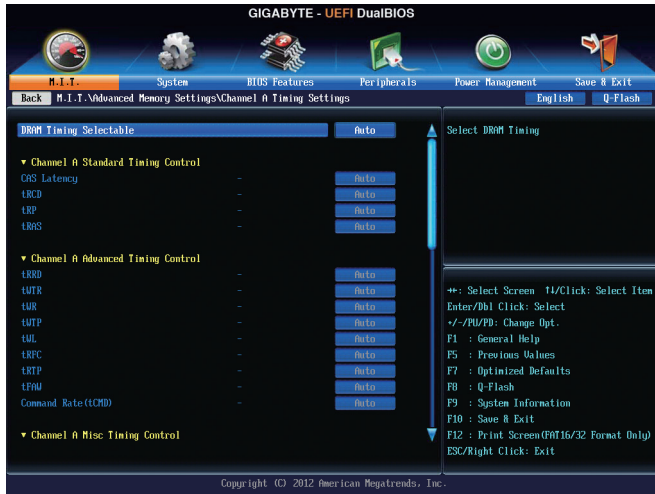 GIGABYTE - UEFI DualBIOS
M.I.T. System BIOS Features Peripherals Power Management Save & Exit
Back M.I.T.\Advanced Memory Settings\Channel A Timing Settings English Q-Flash
DRAM Timing Selectable Auto
▼ Channel A Standard Timing Control
CAS Latency - Auto
tRCD - Auto
tRP - Auto
tRAS - Auto
▼ Channel A Advanced Timing Control
tRRD - Auto
tWTR - Auto
tWR - Auto
tWTP - Auto
tWL - Auto
tRFC - Auto
tRTP - Auto
tFAW - Auto
Command Rate(tCMD) - Auto
▼ Channel A Misc Timing Control
Select DRAM Timing
→←: Select Screen ↑↓/Click: Select Item
Enter/Dbl Click: Select
+/-/PU/PD: Change Opt.
F1 : General Help
F5 : Previous Values
F7 : Optimized Defaults
F8 : Q-Flash
F9 : System Information
F10 : Save & Exit
F12 : Print Screen(FAT16/32 Format Only)
ESC/Right Click: Exit
Copyright (C) 2012 American Megatrends, Inc.